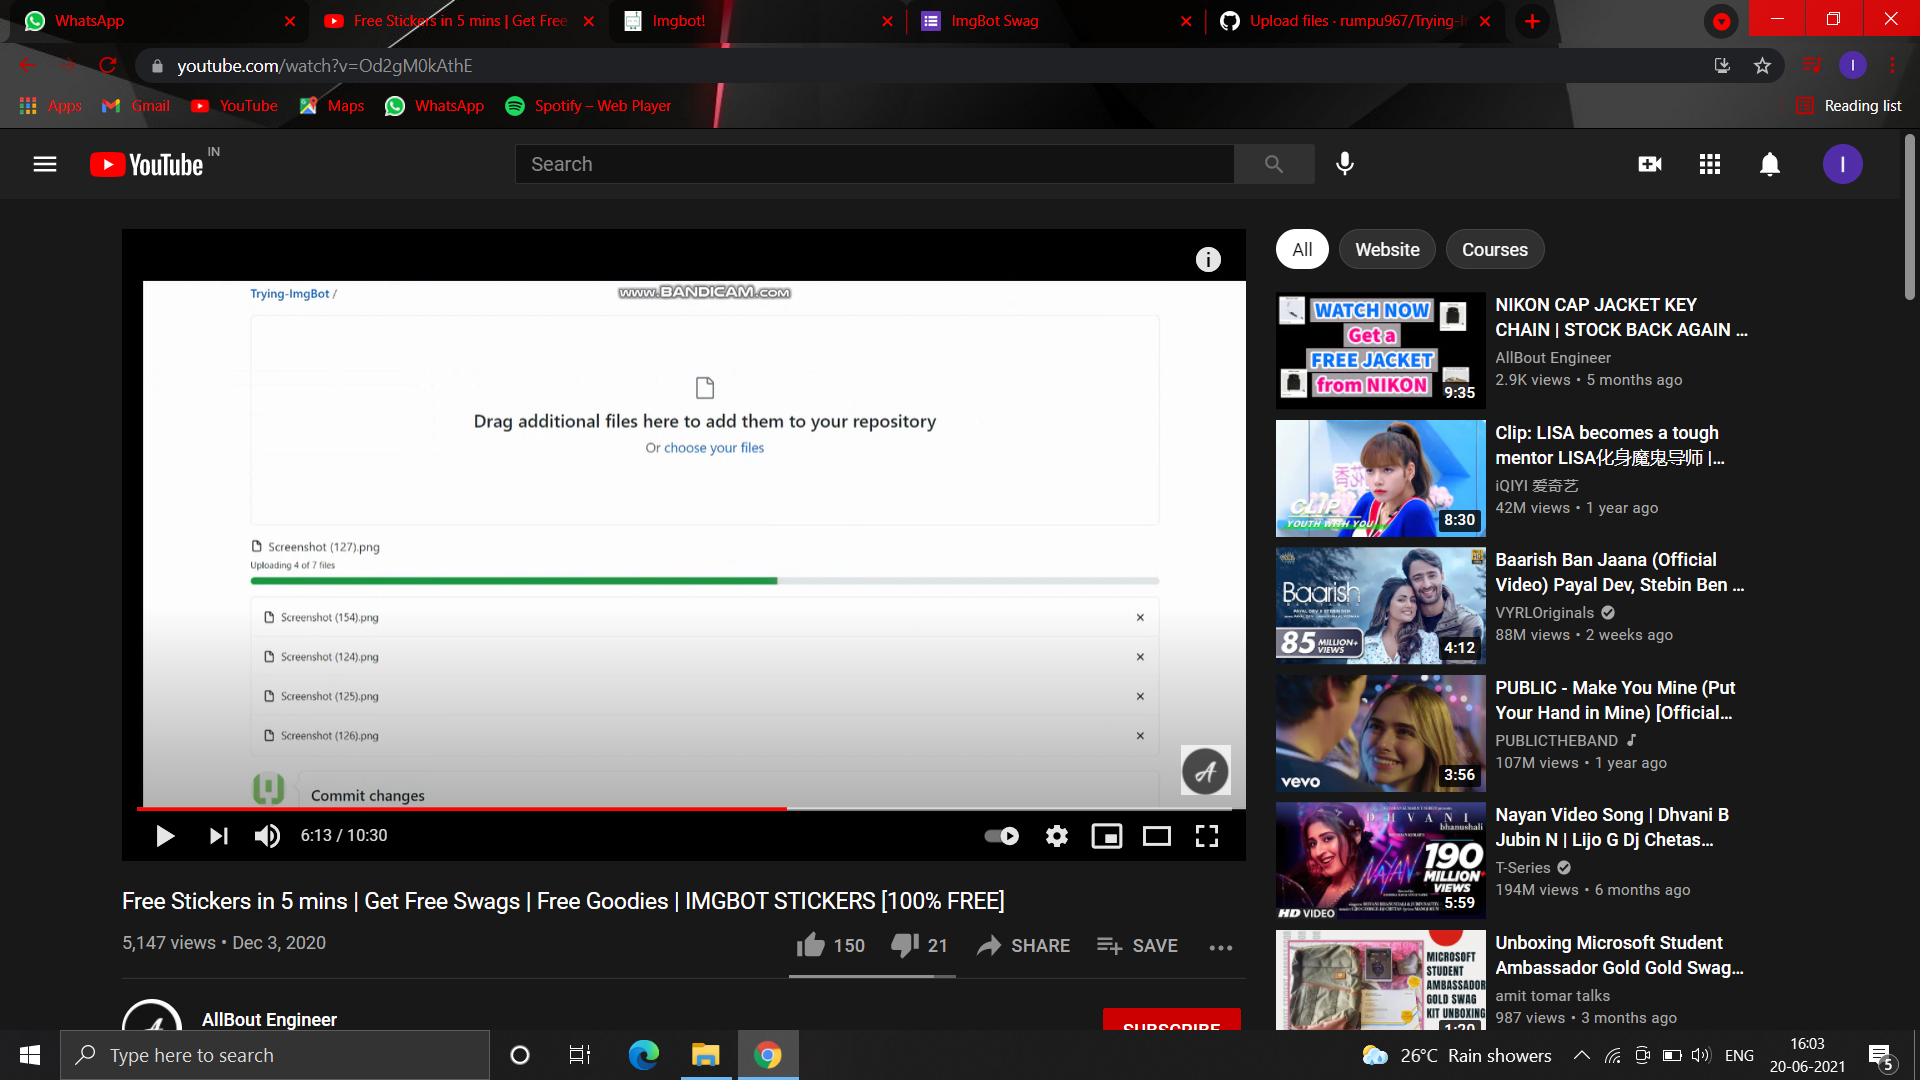 WhatsApp
Free Stickers in 5 mins | Get Free
Imgbot!
ImgBot Swag
Upload files · rumpu967/Trying-I
youtube.com/watch?v=Od2gM0kAthE
I
Apps
Gmail
YouTube
Maps
WhatsApp
Spotify – Web Player
Reading list
YouTube IN
Search
I
Trying-ImgBot /
www.BANDICAM.com
Drag additional files here to add them to your repository
Or choose your files
Screenshot (127).png
Uploading 4 of 7 files
Screenshot (154).png
Screenshot (124).png
Screenshot (125).png
Screenshot (126).png
Commit changes
A
6:13 / 10:30
Free Stickers in 5 mins | Get Free Swags | Free Goodies | IMGBOT STICKERS [100% FREE]
5,147 views • Dec 3, 2020
150
21
SHARE
SAVE
AllBout Engineer
SUBSCRIBE
All
Website
Courses
WATCH NOW
Get a
FREE JACKET
from NIKON
9:35
NIKON CAP JACKET KEY
CHAIN | STOCK BACK AGAIN ...
AllBout Engineer
2.9K views • 5 months ago
CLIP
YOUTH WITH YOU
8:30
Clip: LISA becomes a tough
mentor LISA化身魔鬼导师 |...
iQIYI 爱奇艺
42M views • 1 year ago
Baarish
85 MILLION+
VIEWS
4:12
Baarish Ban Jaana (Official
Video) Payal Dev, Stebin Ben ...
VYRLOriginals
88M views • 2 weeks ago
vevo
3:56
PUBLIC - Make You Mine (Put
Your Hand in Mine) [Official...
PUBLICTHEBAND
107M views • 1 year ago
DHVANI
bhanushali
NAYAN
190
MILLION
VIEWS
HD VIDEO
5:59
Nayan Video Song | Dhvani B
Jubin N | Lijo G Dj Chetas...
T-Series
194M views • 6 months ago
MICROSOFT
STUDENT
AMBASSADOR
GOLD SWAG
KIT UNBOXING
1:20
Unboxing Microsoft Student
Ambassador Gold Gold Swag...
amit tomar talks
987 views • 3 months ago
Type here to search
26°C Rain showers
ENG
16:03
20-06-2021
5